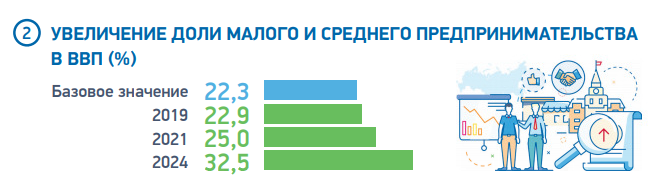 2 УВЕЛИЧЕНИЕ ДОЛИ МАЛОГО И СРЕДНЕГО ПРЕДПРИНИМАТЕЛЬСТВА
В ВВП (%)
Базовое значение 22,3
2019 22,9
2021 25,0
2024 32,5